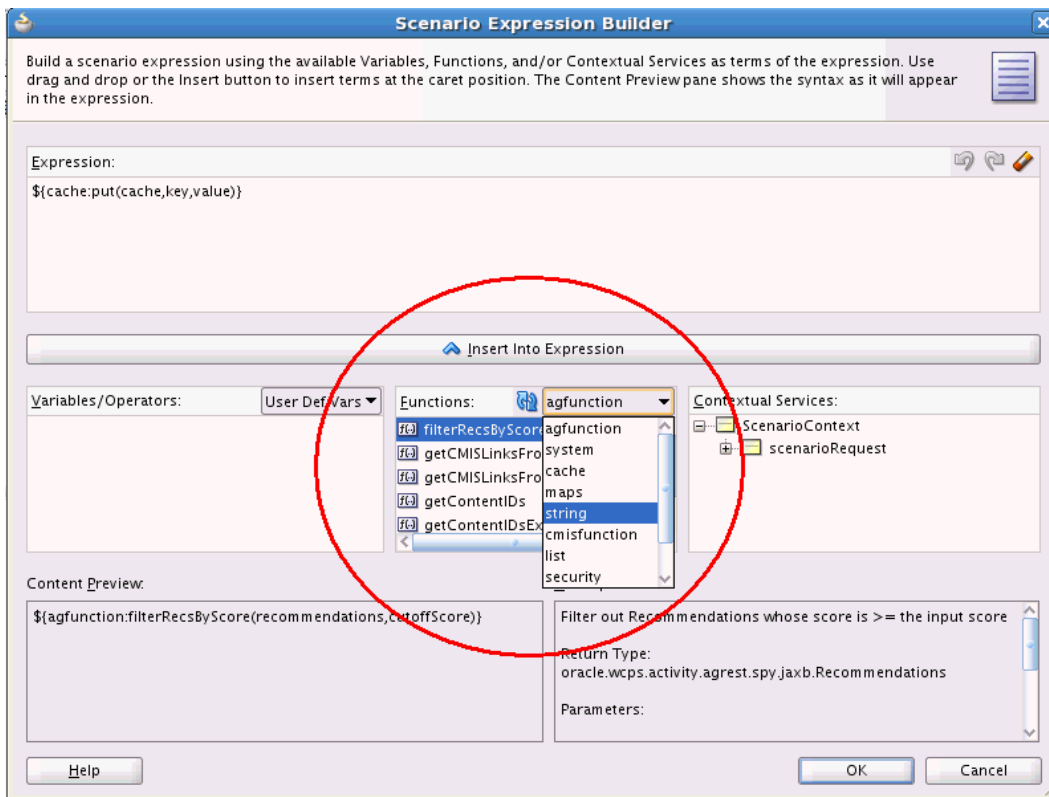 Scenario Expression Builder
Build a scenario expression using the available Variables, Functions, and/or Contextual Services as terms of the expression. Use
drag and drop or the Insert button to insert terms at the caret position. The Content Preview pane shows the syntax as it will appear
in the expression.
Expression:
${cache:put(cache,key,value)}
Insert Into Expression
Variables/Operators:
User Def Vars
Functions:
agfunction
filterRecsByScore
getCMISLinksFro
getCMISLinksFro
getContentIDs
getContentIDsEx
agfunction
system
cache
maps
string
cmisfunction
list
security
Contextual Services:
ScenarioContext
scenarioRequest
Content Preview:
${agfunction:filterRecsByScore(recommendations,cutoffScore)}
Filter out Recommendations whose score is >= the input score
Return Type:
oracle.wcps.activity.agrest.spy.jaxb.Recommendations
Parameters:
Help
OK
Cancel